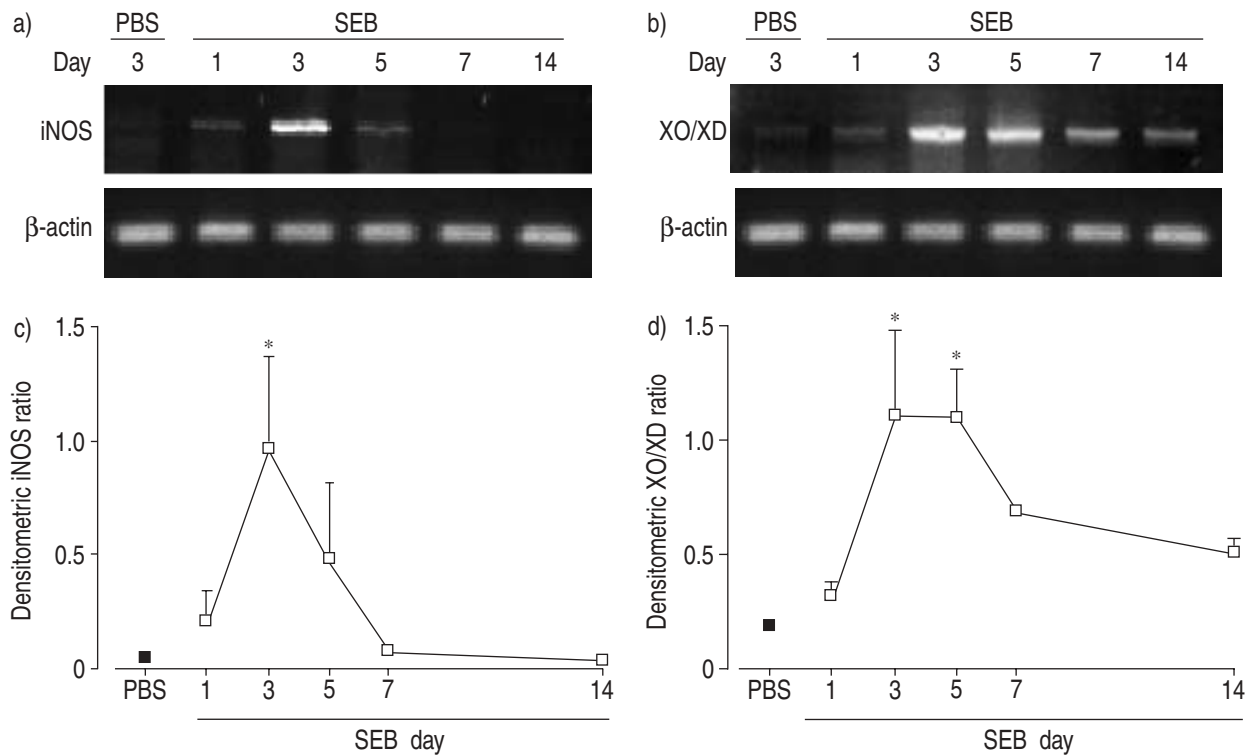 a) PBS SEB
Day 3 1 3 5 7 14
iNOS
β-actin
b) PBS SEB
Day 3 1 3 5 7 14
XO/XD
β-actin
c)
Densitometric iNOS ratio
1.5
1.0
0.5
0
*
PBS 1 3 5 7 14
SEB day
d)
Densitometric XO/XD ratio
1.5
1.0
0.5
0
* *
PBS 1 3 5 7 14
SEB day